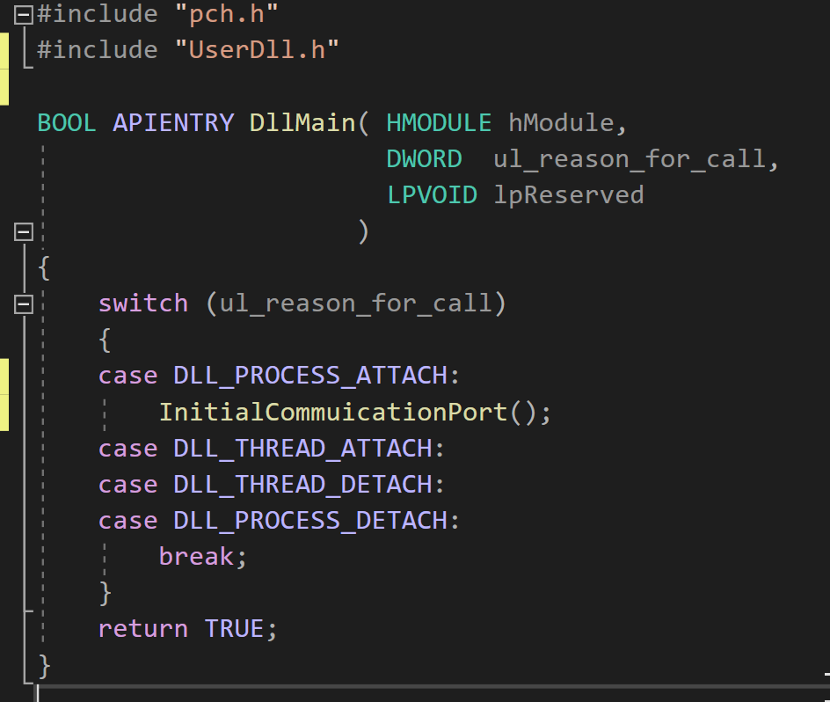 #include "pch.h"
#include "UserDll.h"
BOOL APIENTRY DllMain( HMODULE hModule,
DWORD  ul_reason_for_call,
LPVOID lpReserved
)
{
switch (ul_reason_for_call)
{
case DLL_PROCESS_ATTACH:
InitialCommuicationPort();
case DLL_THREAD_ATTACH:
case DLL_THREAD_DETACH:
case DLL_PROCESS_DETACH:
break;
}
return TRUE;
}